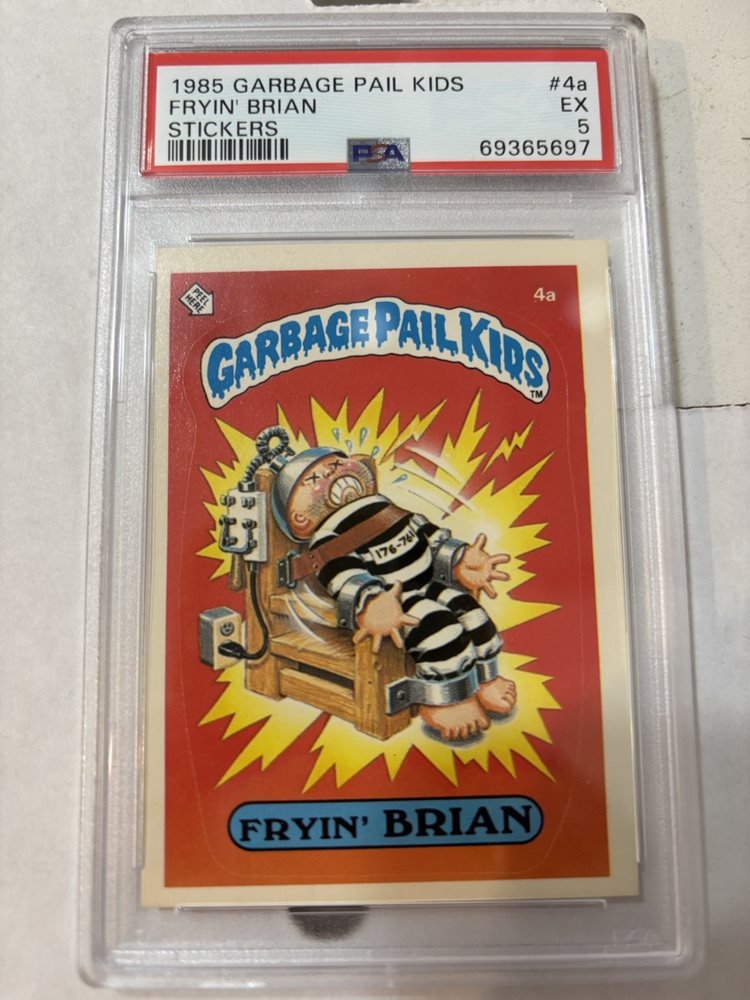 1985 GARBAGE PAIL KIDS #4a
FRYIN' BRIAN EX
STICKERS 5
PSA 69365697
PEEL HERE
4a
GARBAGE PAIL KIDS
TM
176-761
FRYIN' BRIAN